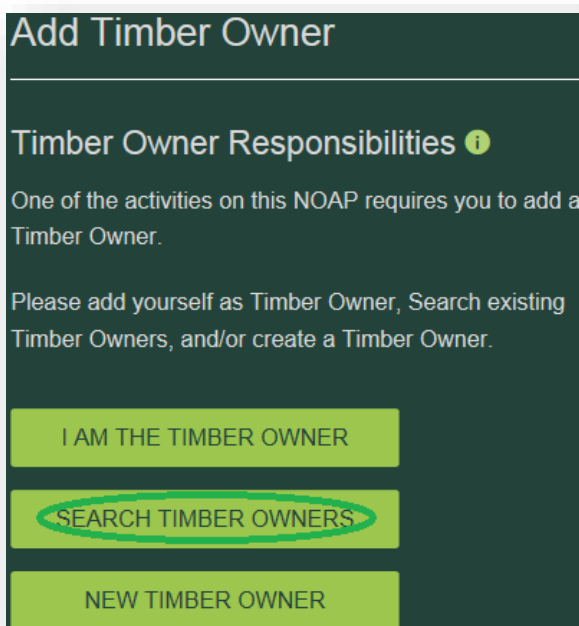 Add Timber Owner
Timber Owner Responsibilities i
One of the activities on this NOAP requires you to add a
Timber Owner.
Please add yourself as Timber Owner, Search existing
Timber Owners, and/or create a Timber Owner.
I AM THE TIMBER OWNER
SEARCH TIMBER OWNERS
NEW TIMBER OWNER